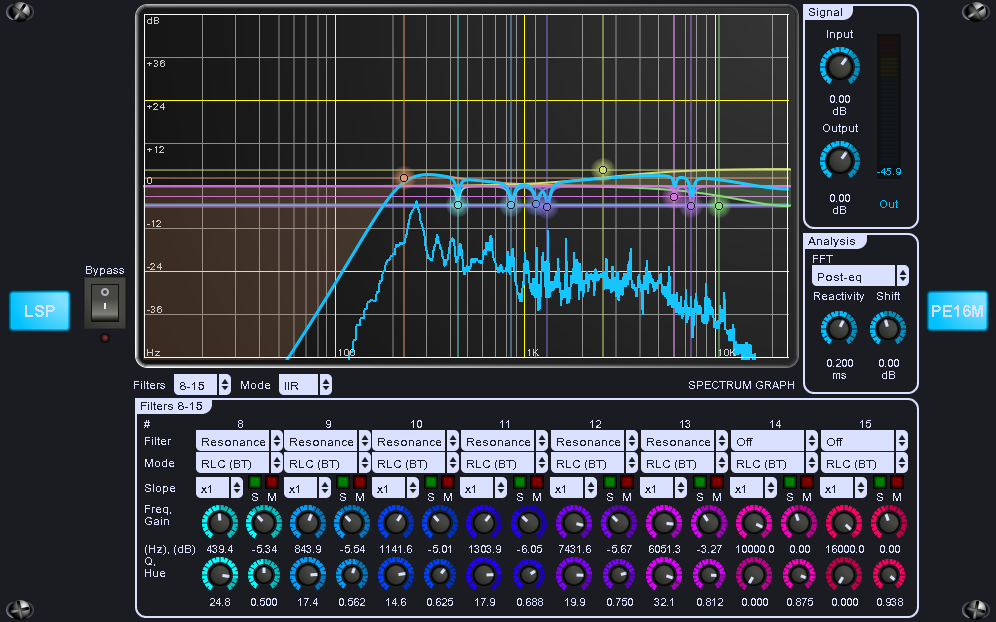 dB
+36
+24
+12
0
-12
-24
-36
Hz
100
1K
10K
Signal
Input
0.00
dB
Output
0.00
dB
-45.9
Out
Analysis
FFT
Post-eq
Reactivity Shift
0.200 0.00
ms dB
Bypass
LSP
PE16M
Filters 8-15 Mode IIR SPECTRUM GRAPH
Filters 8-15
# 8 9 10 11 12 13 14 15
Filter Resonance Resonance Resonance Resonance Resonance Resonance Off Off
Mode RLC (BT) RLC (BT) RLC (BT) RLC (BT) RLC (BT) RLC (BT) RLC (BT) RLC (BT)
Slope x1 x1 x1 x1 x1 x1 x1 x1
S M S M S M S M S M S M S M S M
Freq,
Gain
(Hz), (dB) 439.4 -5.34 843.9 -5.54 1141.6 -5.01 1303.9 -6.05 7431.6 -5.67 6051.3 -3.27 10000.0 0.00 16000.0 0.00
Q,
Hue
24.8 0.500 17.4 0.562 14.6 0.625 17.9 0.688 19.9 0.750 32.1 0.812 0.000 0.875 0.000 0.938